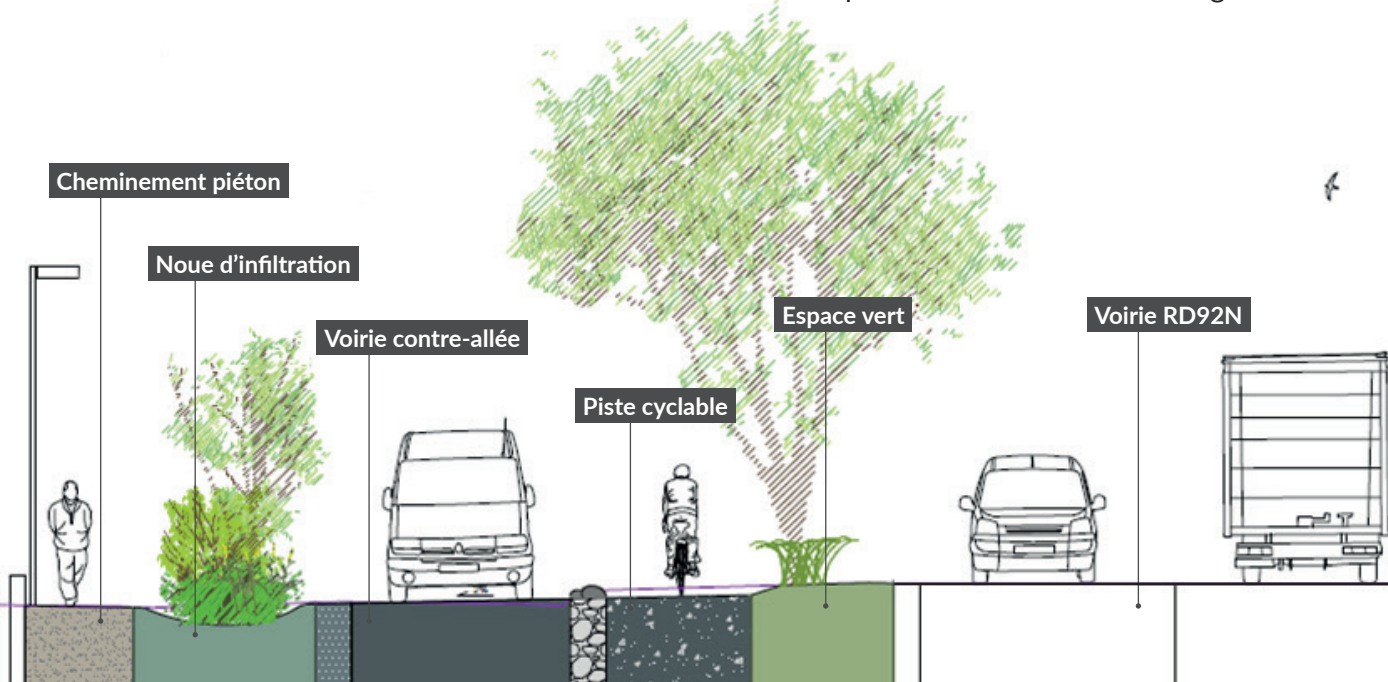 Cheminement piéton
Noue d'infiltration
Voirie contre-allée
Piste cyclable
Espace vert
Voirie RD92N